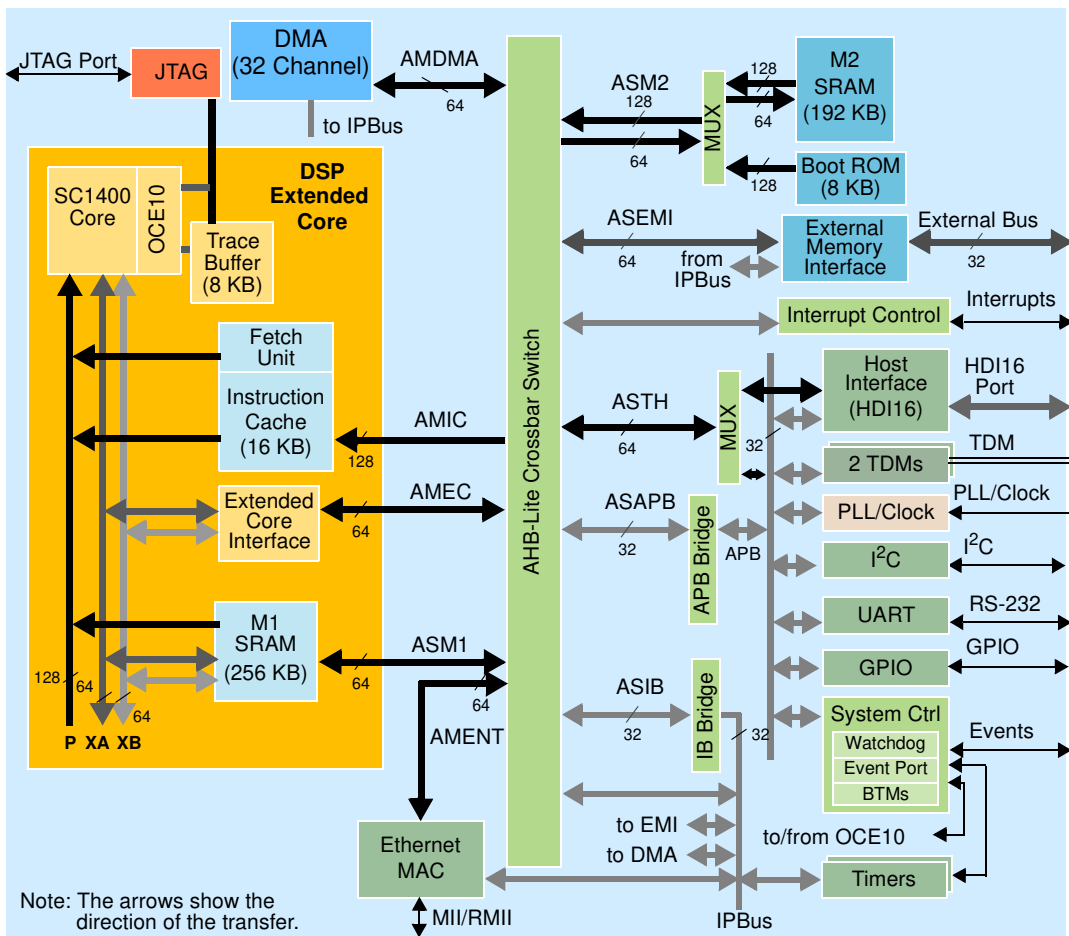 JTAG Port
JTAG
DMA
(32 Channel)
to IPBus
AMDMA
64
DSP
Extended
Core
SC1400
Core
OCE10
Trace
Buffer
(8 KB)
Fetch
Unit
Instruction
Cache
(16 KB)
AMIC
128
Extended
Core
Interface
AMEC
64
M1
SRAM
(256 KB)
ASM1
64
128
64
64
P
XA
XB
AMENT
64
Ethernet
MAC
MII/RMII
Note: The arrows show the
direction of the transfer.
AHB-Lite Crossbar Switch
ASM2
128
64
MUX
128
64
128
M2
SRAM
(192 KB)
Boot ROM
(8 KB)
ASEMI
64
from
IPBus
External
Memory
Interface
External Bus
32
Interrupt Control
Interrupts
ASTH
64
MUX
32
Host
Interface
(HDI16)
HDI16
Port
2 TDMs
TDM
PLL/Clock
PLL/Clock
ASAPB
32
APB Bridge
APB
I2C
I2C
UART
RS-232
GPIO
GPIO
ASIB
32
IB Bridge
32
System Ctrl
Watchdog
Event Port
BTMs
Events
to EMI
to DMA
to/from OCE10
Timers
IPBus